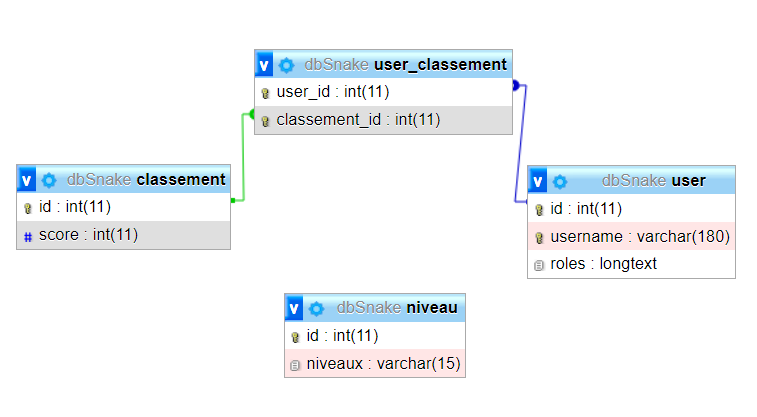 v dbSnake user_classement
user_id : int(11)
classement_id : int(11)
v dbSnake classement
id : int(11)
# score : int(11)
v dbSnake user
id : int(11)
username : varchar(180)
roles : longtext
v dbSnake niveau
id : int(11)
niveaux : varchar(15)